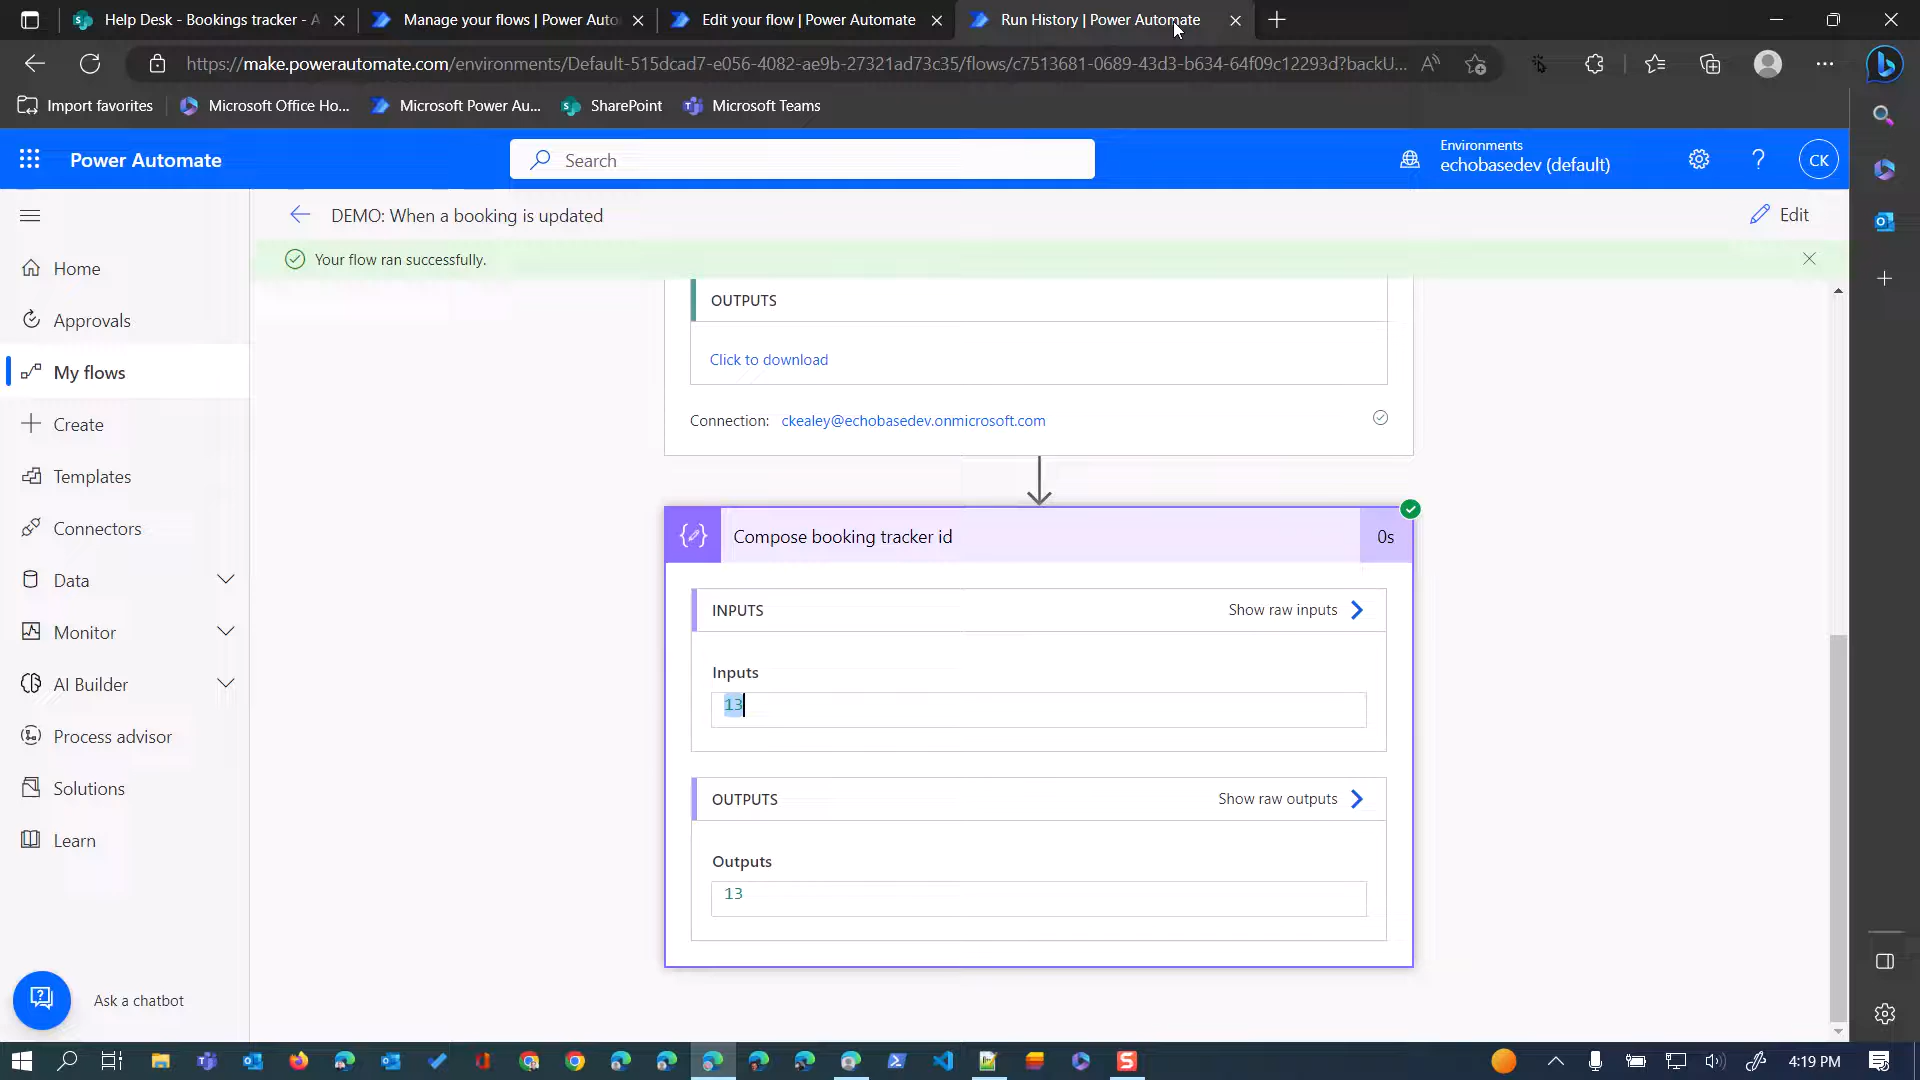 Help Desk - Bookings tracker - A
Manage your flows | Power Auto
Edit your flow | Power Automate
Run History | Power Automate
https://make.powerautomate.com/environments/Default-515dcad7-e056-4082-ae9b-27321ad73c35/flows/c7513681-0689-43d3-b634-64f09c12293d?backU...
Import favorites
Microsoft Office Ho...
Microsoft Power Au...
SharePoint
Microsoft Teams
Power Automate
Search
Environments
echobasedev (default)
CK
DEMO: When a booking is updated
Edit
Your flow ran successfully.
Home
Approvals
My flows
Create
Templates
Connectors
Data
Monitor
AI Builder
Process advisor
Solutions
Learn
Ask a chatbot
OUTPUTS
Click to download
Connection: ckealey@echobasedev.onmicrosoft.com
Compose booking tracker id
0s
INPUTS
Show raw inputs
Inputs
13
OUTPUTS
Show raw outputs
Outputs
13
4:19 PM